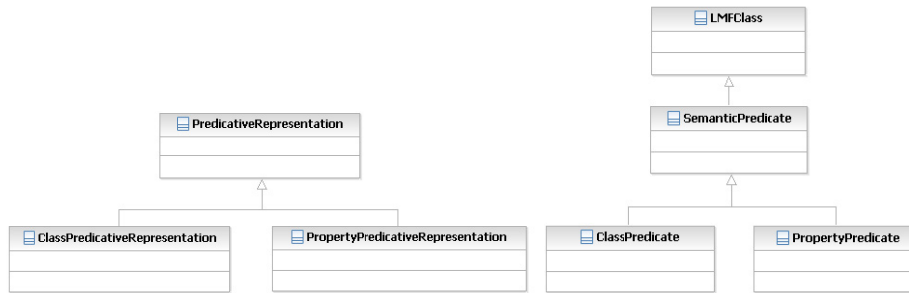 LMFClass
PredicativeRepresentation
SemanticPredicate
ClassPredicativeRepresentation
PropertyPredicativeRepresentation
ClassPredicate
PropertyPredicate